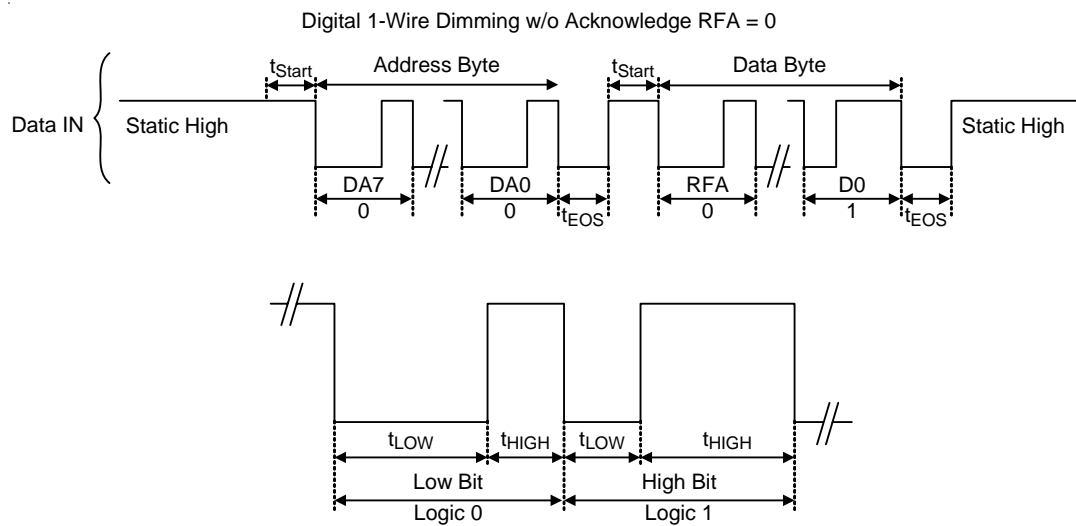 Digital 1-Wire Dimming w/o Acknowledge RFA = 0
tStart Address Byte tStart Data Byte
Data IN Static High Static High
DA7 DA0 RFA D0
0 0 tEOS 0 1 tEOS
tLOW tHIGH tLOW tHIGH
Low Bit High Bit
Logic 0 Logic 1